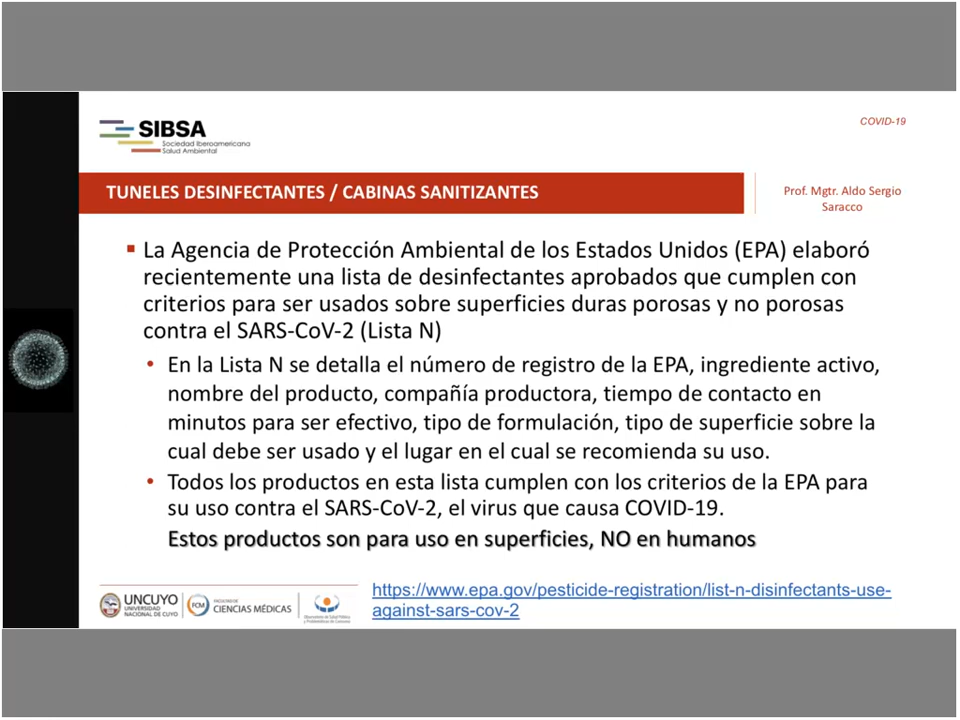 SIBSA
Sociedad Iberoamericana
Salud Ambiental
COVID-19
TUNELES DESINFECTANTES / CABINAS SANITIZANTES
Prof. Mgtr. Aldo Sergio
Saracco
La Agencia de Protección Ambiental de los Estados Unidos (EPA) elaboró
recientemente una lista de desinfectantes aprobados que cumplen con
criterios para ser usados sobre superficies duras porosas y no porosas
contra el SARS-CoV-2 (Lista N)
En la Lista N se detalla el número de registro de la EPA, ingrediente activo,
nombre del producto, compañía productora, tiempo de contacto en
minutos para ser efectivo, tipo de formulación, tipo de superficie sobre la
cual debe ser usado y el lugar en el cual se recomienda su uso.
Todos los productos en esta lista cumplen con los criterios de la EPA para
su uso contra el SARS-CoV-2, el virus que causa COVID-19.
Estos productos son para uso en superficies, NO en humanos
UNCUYO
UNIVERSIDAD
NACIONAL DE CUYO
FCM
FACULTAD DE
CIENCIAS MÉDICAS
Observatorio de Salud Pública
https://www.epa.gov/pesticide-registration/list-n-disinfectants-use-
against-sars-cov-2